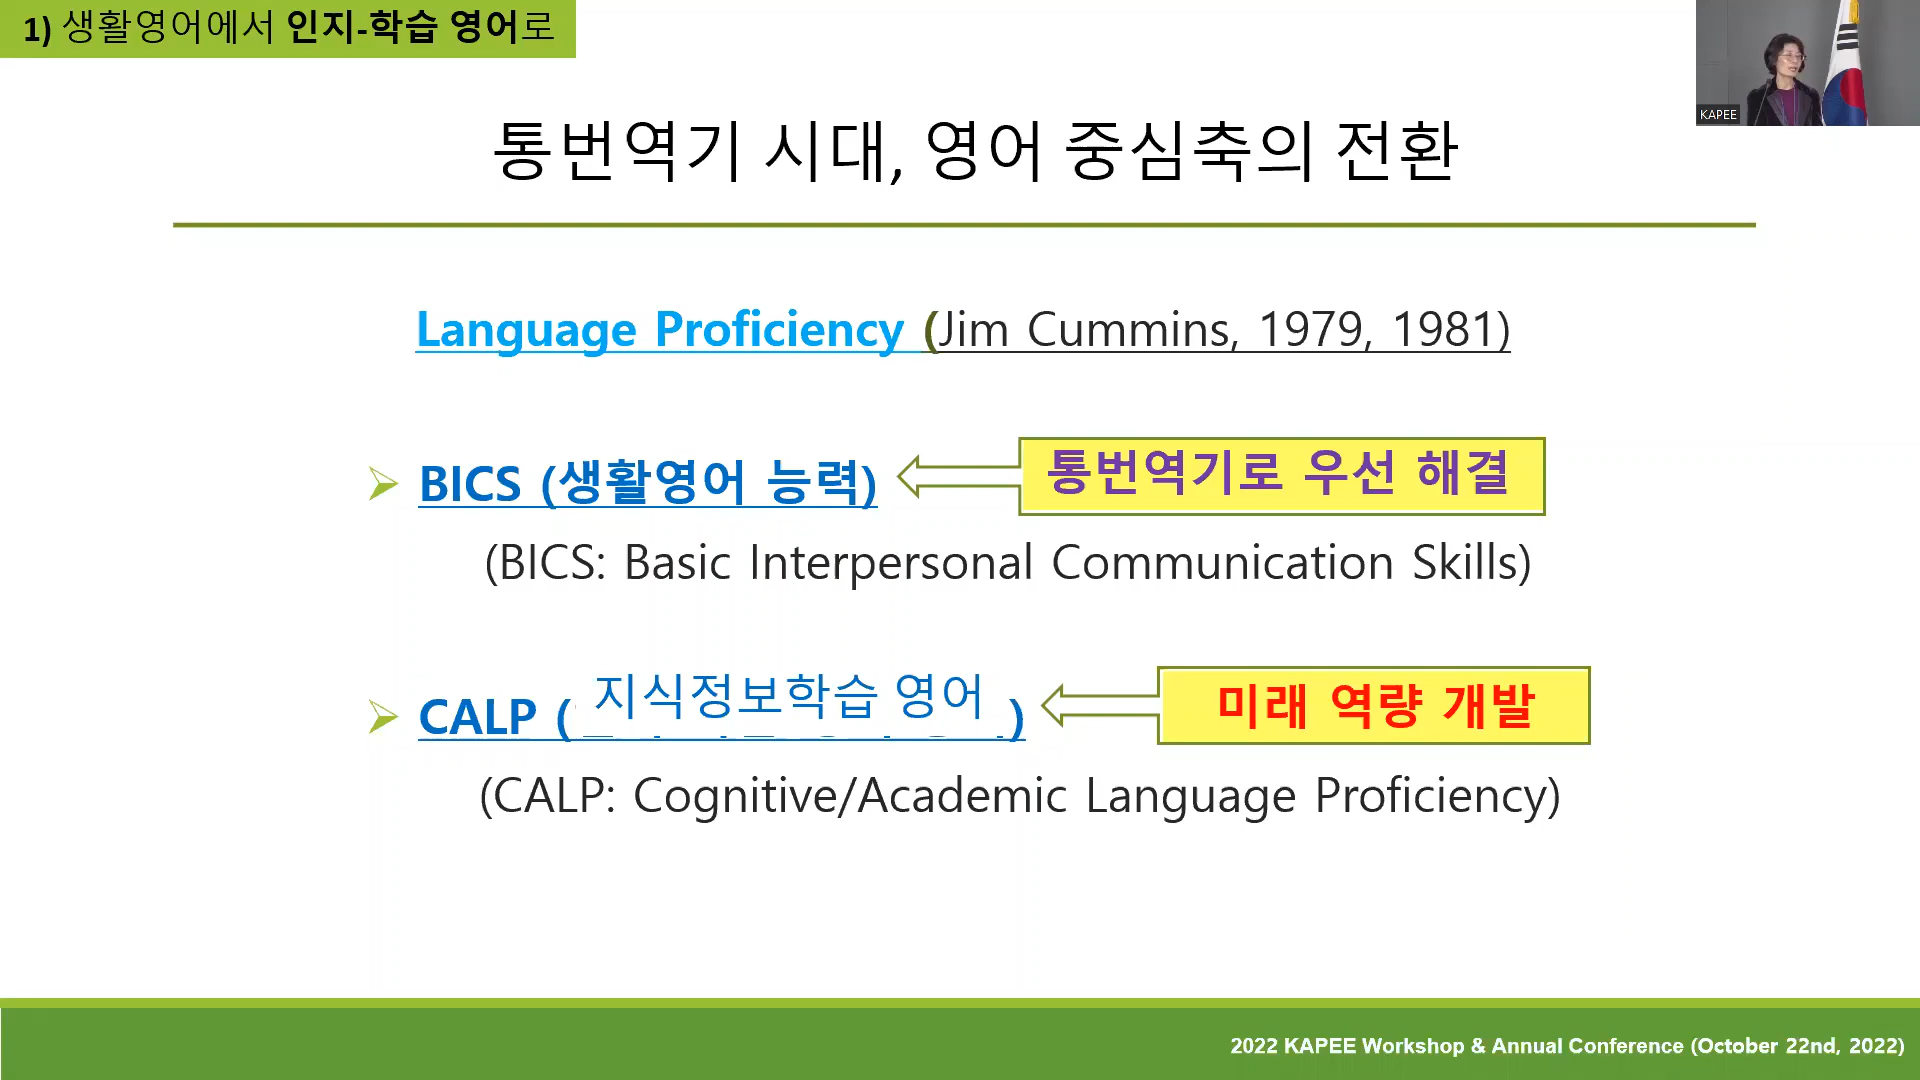 1) 생활영어에서 인지-학습 영어로
KAPEE
통번역기 시대, 영어 중심축의 전환
Language Proficiency (Jim Cummins, 1979, 1981)
BICS (생활영어 능력)
통번역기로 우선 해결
(BICS: Basic Interpersonal Communication Skills)
CALP (지식정보학습 영어)
미래 역량 개발
(CALP: Cognitive/Academic Language Proficiency)
2022 KAPEE Workshop & Annual Conference (October 22nd, 2022)